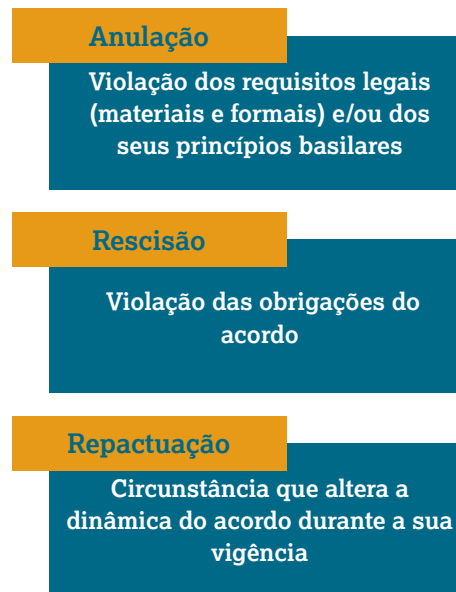 Anulação
Violação dos requisitos legais
(materiais e formais) e/ou dos
seus princípios basilares
Rescisão
Violação das obrigações do
acordo
Repactuação
Circunstância que altera a
dinâmica do acordo durante a sua
vigência